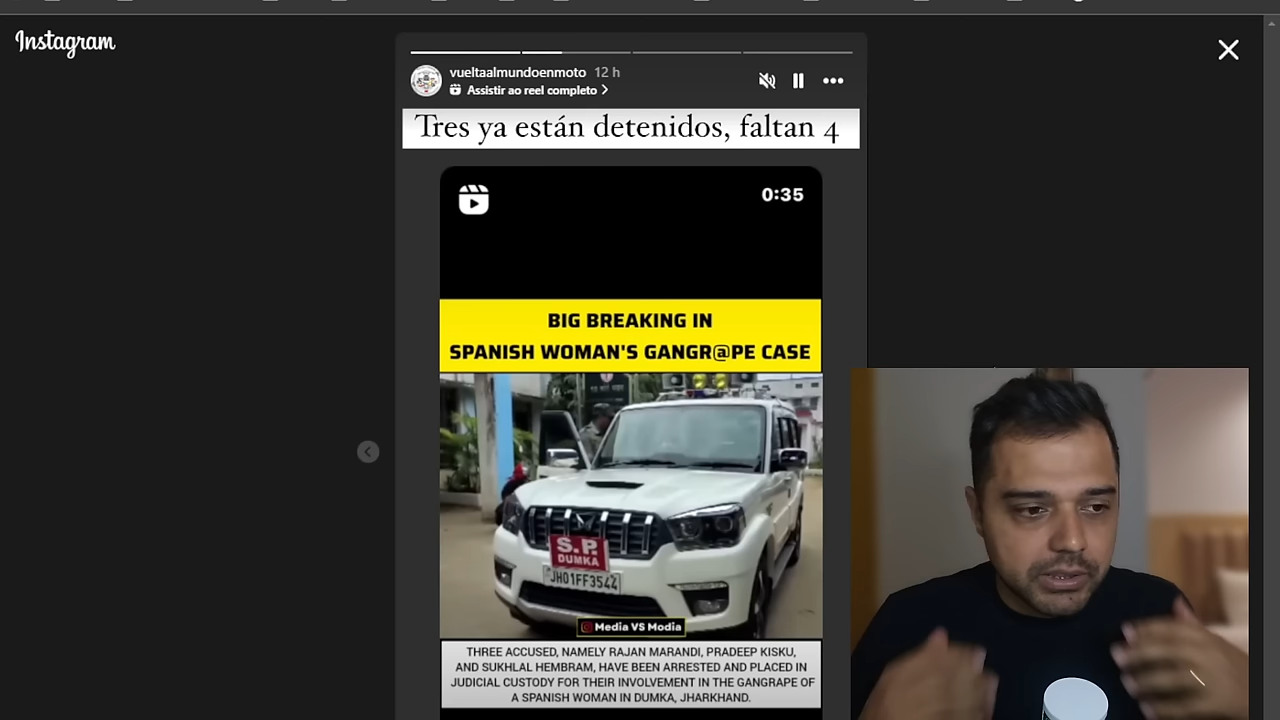 Instagram
vueltaalmundoenmoto 12 h
Assistir ao reel completo
Tres ya están detenidos, faltan 4
0:35
BIG BREAKING IN
SPANISH WOMAN'S GANGR@PE CASE
S.P.
DUMKA
JH01FF3542
Media VS Modia
THREE ACCUSED, NAMELY RAJAN MARANDI, PRADEEP KISKU,
AND SUKHLAL HEMBRAM, HAVE BEEN ARRESTED AND PLACED IN
JUDICIAL CUSTODY FOR THEIR INVOLVEMENT IN THE GANGRAPE OF
A SPANISH WOMAN IN DUMKA, JHARKHAND.